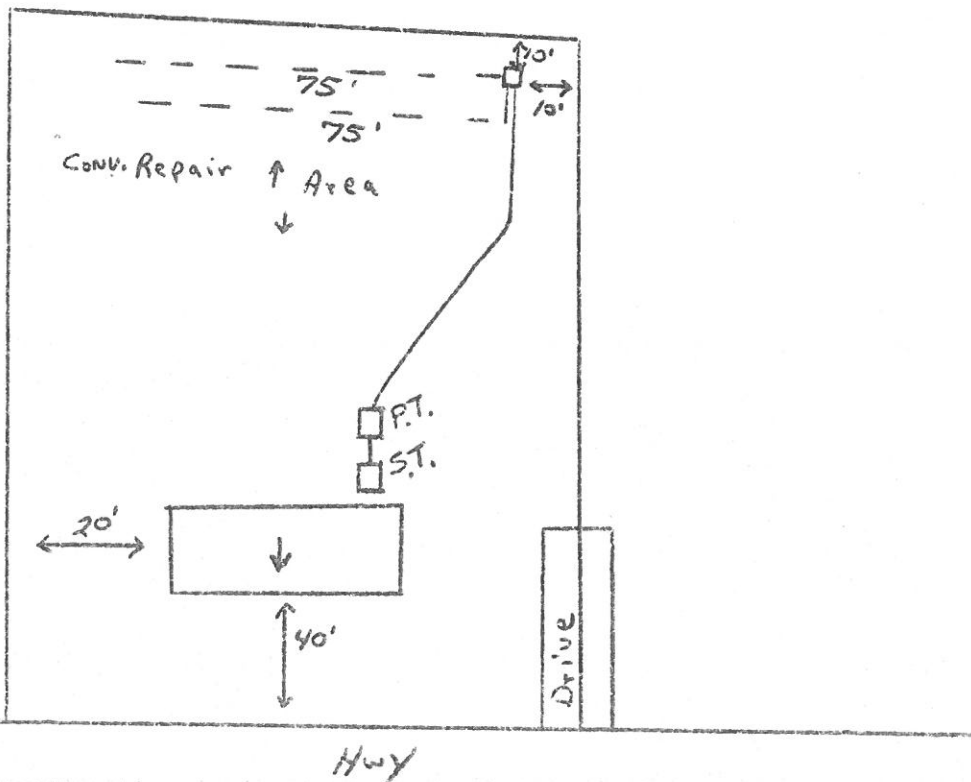 10'
75'
10'
75'
Conv. Repair Area
P.T.
S.T.
20'
40'
Drive
Hwy